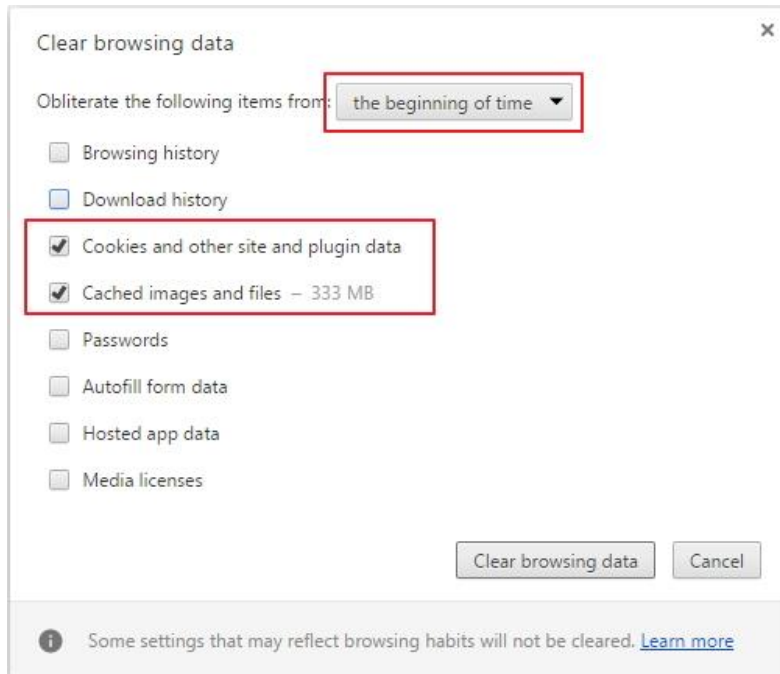 Clear browsing data
Obliterate the following items from: the beginning of time
Browsing history
Download history
Cookies and other site and plugin data
Cached images and files – 333 MB
Passwords
Autofill form data
Hosted app data
Media licenses
Clear browsing data Cancel
Some settings that may reflect browsing habits will not be cleared. Learn more